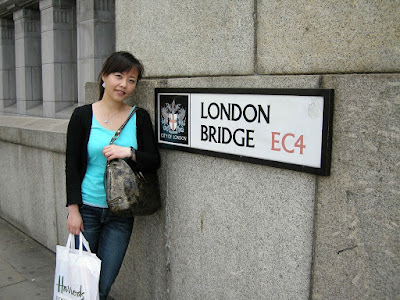 LONDON
BRIDGE EC4
CITY OF LONDON
Harrods